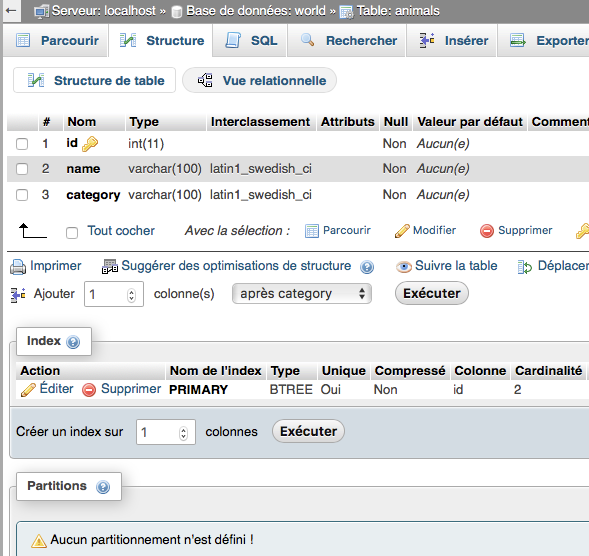 ← Serveur: localhost » Base de données: world » Table: animals
Parcourir Structure SQL Rechercher Insérer Exporter
Structure de table Vue relationnelle
# Nom Type Interclassement Attributs Null Valeur par défaut Comment
1 id int(11) Non Aucun(e)
2 name varchar(100) latin1_swedish_ci Non Aucun(e)
3 category varchar(100) latin1_swedish_ci Non Aucun(e)
Tout cocher Avec la sélection : Parcourir Modifier Supprimer
Imprimer Suggérer des optimisations de structure Suivre la table Déplacer
Ajouter 1 colonne(s) après category Exécuter
Index
Action Nom de l'index Type Unique Compressé Colonne Cardinalité
Éditer Supprimer PRIMARY BTREE Oui Non id 2
Créer un index sur 1 colonnes Exécuter
Partitions
Aucun partitionnement n'est défini !